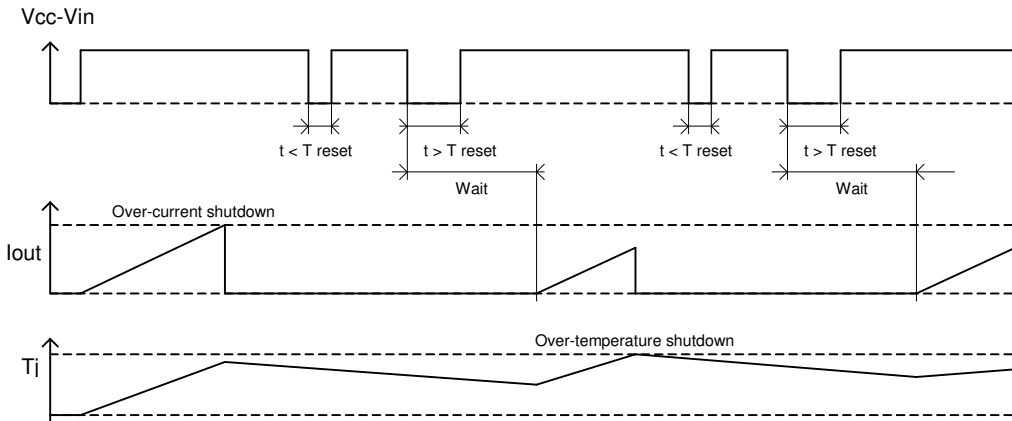 Vcc-Vin
t < T reset
t > T reset
t < T reset
t > T reset
Wait
Wait
Over-current shutdown
Iout
Over-temperature shutdown
Tj